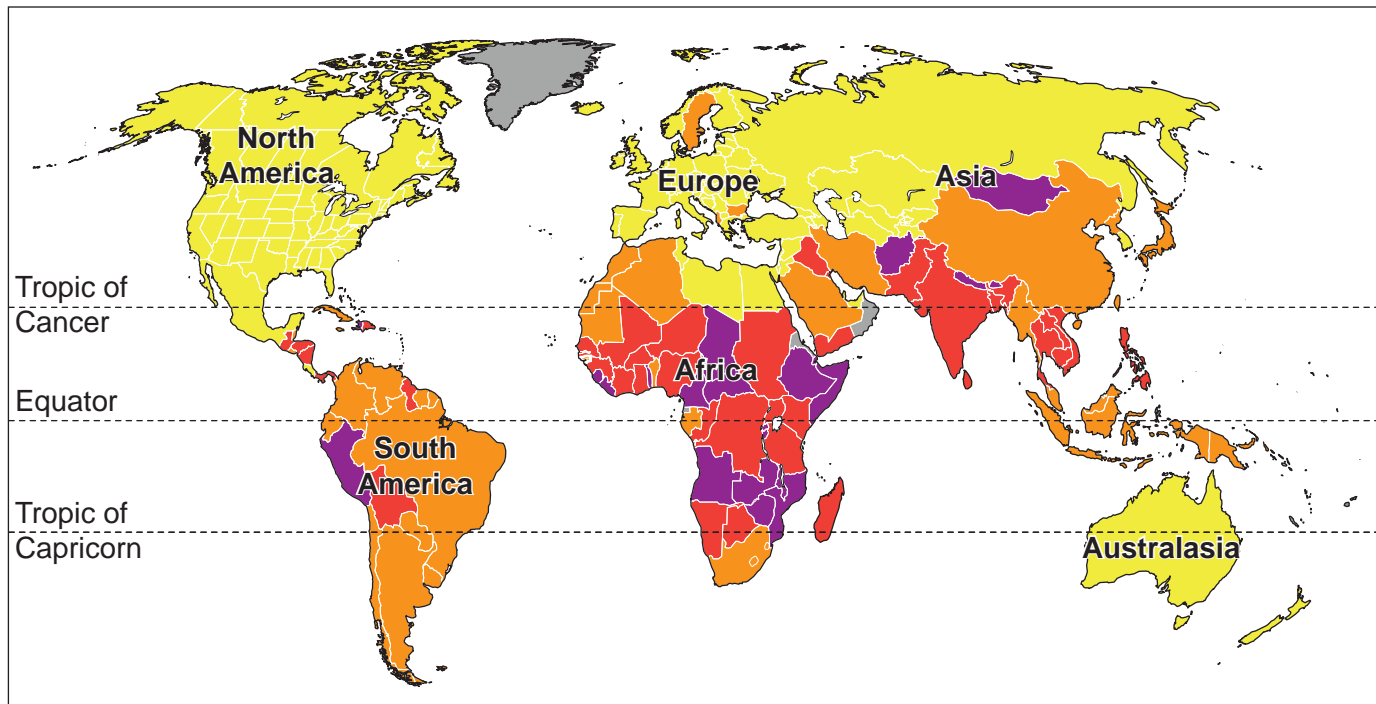 North
America
Europe
Asia
Tropic of
Cancer
Africa
Equator
South
America
Tropic of
Capricorn
Australasia